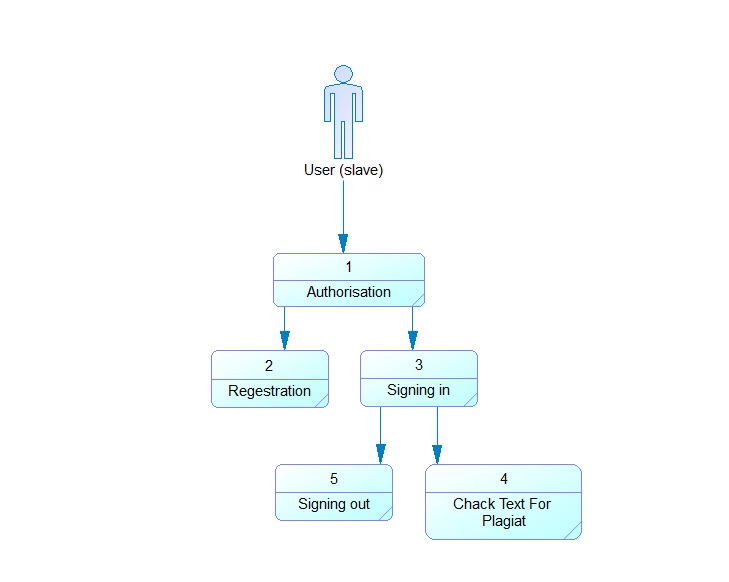 User (slave)
1
Authorisation
2
Regestration
3
Signing in
5
Signing out
4
Chack Text For
Plagiat